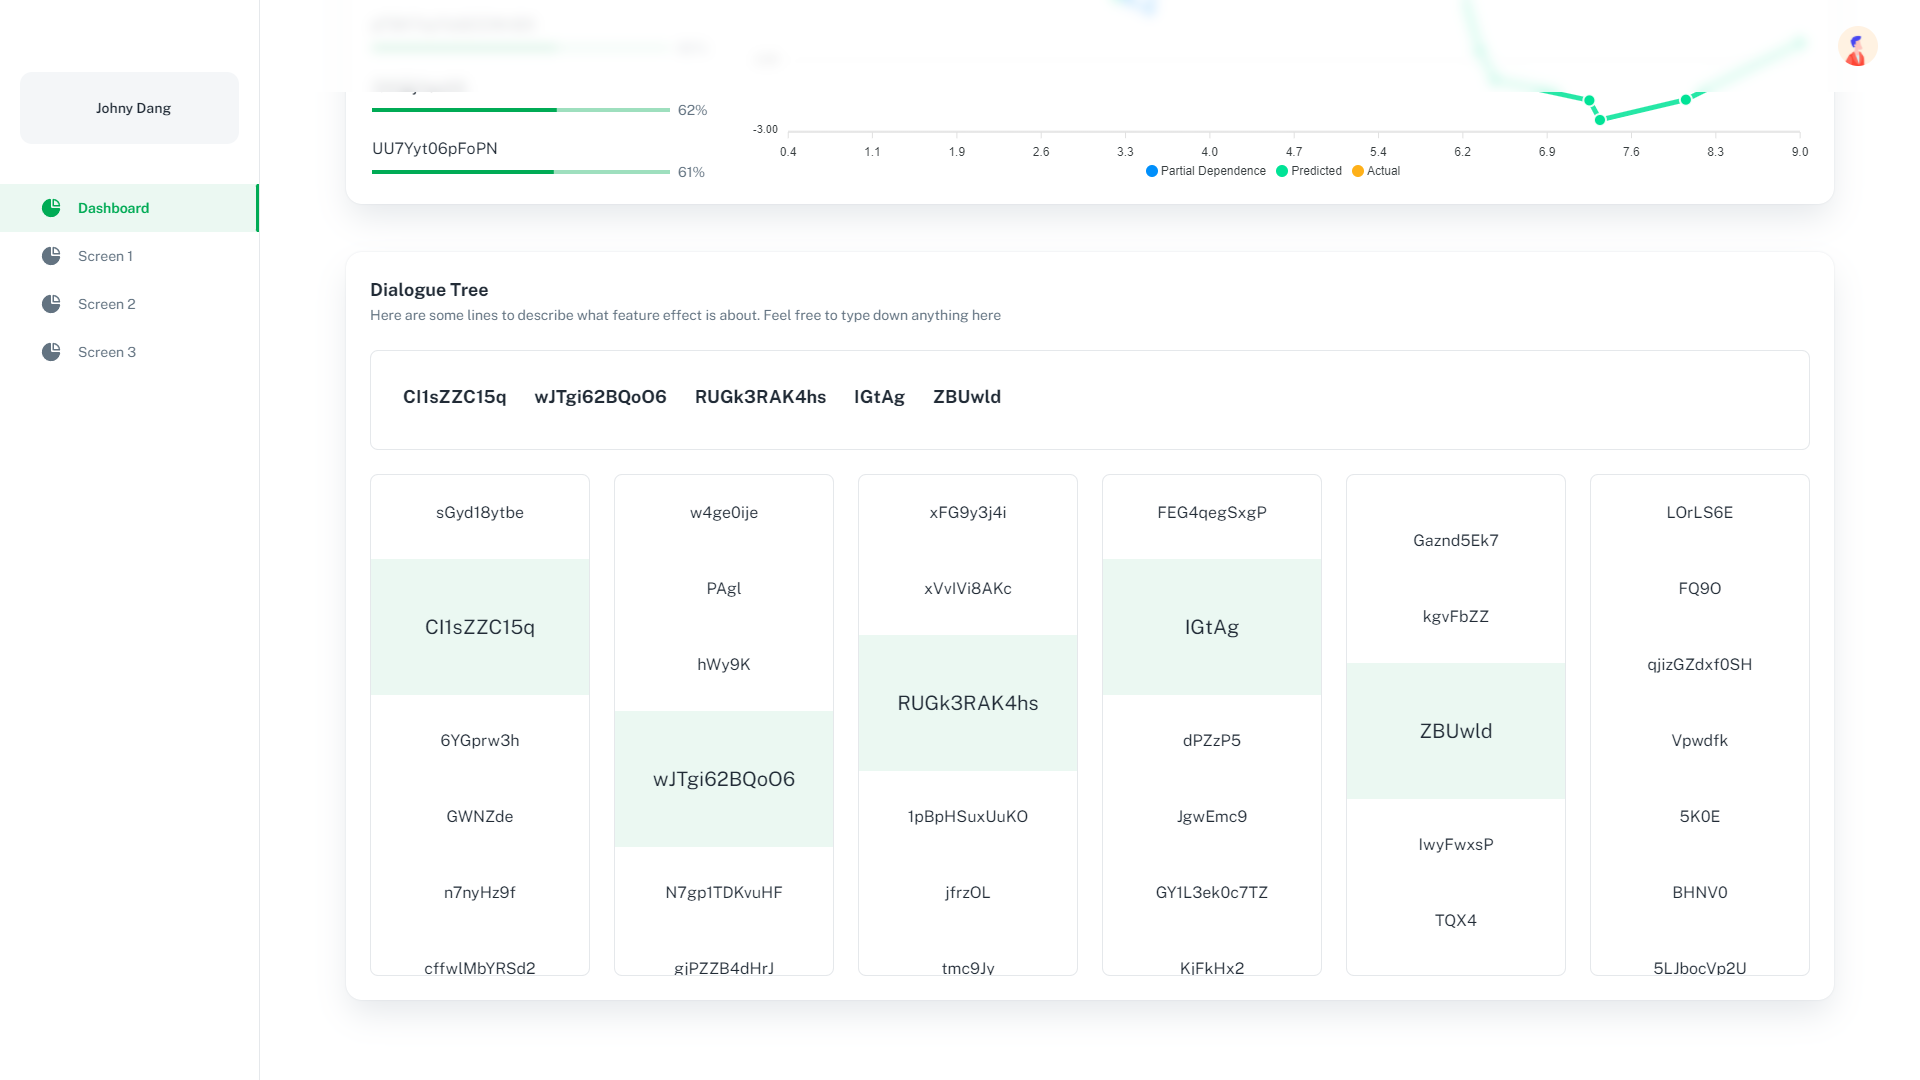 Johny Dang
Dashboard
Screen 1
Screen 2
Screen 3
62%
UU7Yyt06pFoPN
61%
-3.00
0.4 1.1 1.9 2.6 3.3 4.0 4.7 5.4 6.2 6.9 7.6 8.3 9.0
Partial Dependence Predicted Actual
Dialogue Tree
Here are some lines to describe what feature effect is about. Feel free to type down anything here
CI1sZZC15q wJTgi62BQoO6 RUGk3RAK4hs IGtAg ZBUwld
sGyd18ytbe
CI1sZZC15q
6YGprw3h
GWNZde
n7nyHz9f
cffwlMbYRSd2
w4ge0ije
PAgl
hWy9K
wJTgi62BQoO6
N7gp1TDKvuHF
gjPZZB4dHrJ
xFG9y3j4i
xVvIVi8AKc
RUGk3RAK4hs
1pBpHSuxUuKO
jfrzOL
tmc9Jy
FEG4qegSxgP
IGtAg
dPZzP5
JgwEmc9
GY1L3ek0c7TZ
KjFkHx2
Gaznd5Ek7
kgvFbZZ
ZBUwld
IwyFwxsP
TQX4
LOrLS6E
FQ9O
qjizGZdxf0SH
Vpwdfk
5K0E
BHNV0
5LJbocVp2U